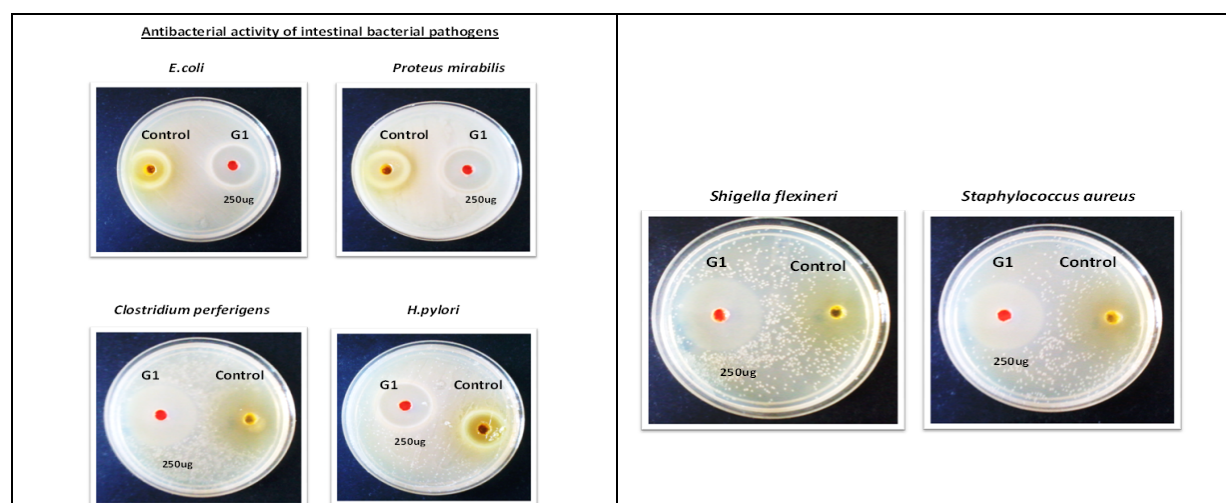 Antibacterial activity of intestinal bacterial pathogens
E.coli
Proteus mirabilis
Control
G1
250ug
Control
G1
250ug
Clostridium perferigens
H.pylori
G1
Control
250ug
G1
Control
250ug
Shigella flexineri
Staphylococcus aureus
G1
Control
250ug
G1
Control
250ug